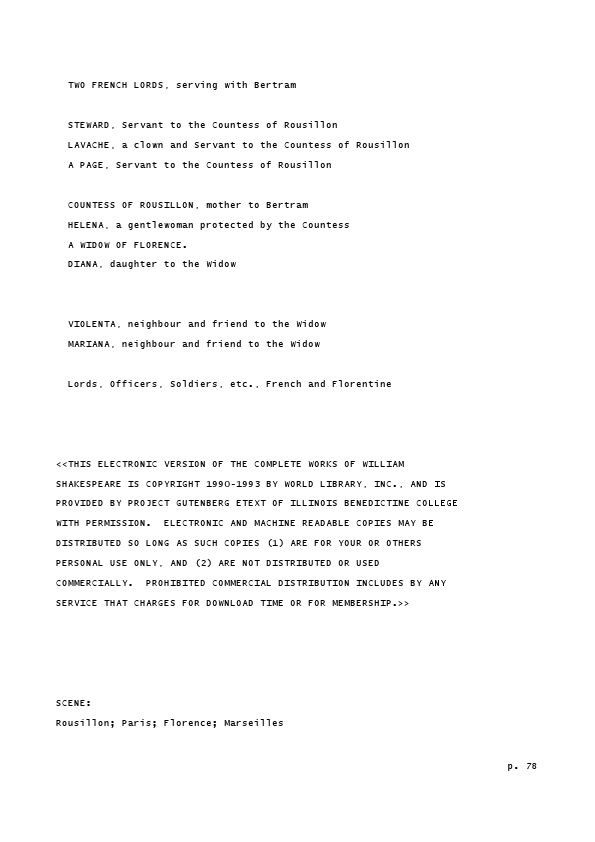 TWO FRENCH LORDS, serving with Bertram
STEWARD, Servant to the Countess of Rousillon
LAVACHE, a clown and Servant to the Countess of Rousillon
A PAGE, Servant to the Countess of Rousillon
COUNTESS OF ROUSILLON, mother to Bertram
HELENA, a gentlewoman protected by the Countess
A WIDOW OF FLORENCE.
DIANA, daughter to the Widow
VIOLENTA, neighbour and friend to the Widow
MARIANA, neighbour and friend to the Widow
Lords, Officers, Soldiers, etc., French and Florentine
<<THIS ELECTRONIC VERSION OF THE COMPLETE WORKS OF WILLIAM
SHAKESPEARE IS COPYRIGHT 1990-1993 BY WORLD LIBRARY, INC., AND IS
PROVIDED BY PROJECT GUTENBERG ETEXT OF ILLINOIS BENEDICTINE COLLEGE
WITH PERMISSION.  ELECTRONIC AND MACHINE READABLE COPIES MAY BE
DISTRIBUTED SO LONG AS SUCH COPIES (1) ARE FOR YOUR OR OTHERS
PERSONAL USE ONLY, AND (2) ARE NOT DISTRIBUTED OR USED
COMMERCIALLY.  PROHIBITED COMMERCIAL DISTRIBUTION INCLUDES BY ANY
SERVICE THAT CHARGES FOR DOWNLOAD TIME OR FOR MEMBERSHIP.>>
SCENE:
Rousillon; Paris; Florence; Marseilles
p. 78